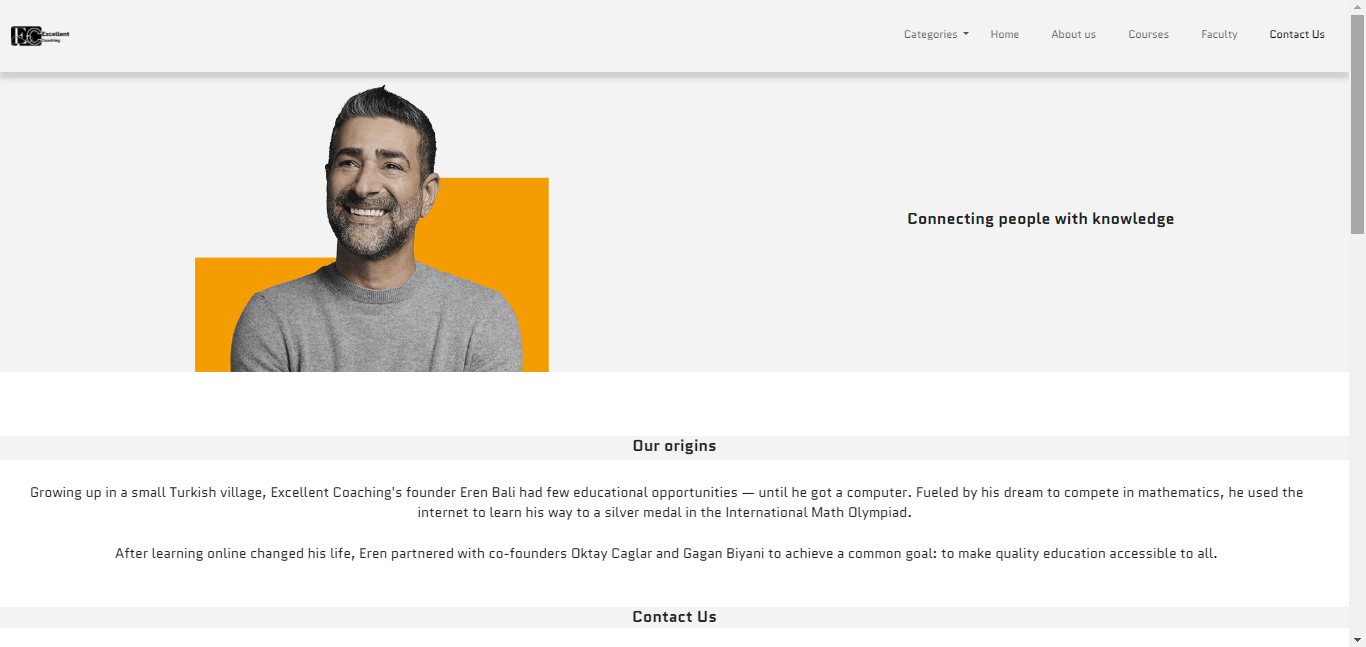 EC Excellent
Coaching
Categories Home About us Courses Faculty Contact Us
Connecting people with knowledge
Our origins
Growing up in a small Turkish village, Excellent Coaching's founder Eren Bali had few educational opportunities — until he got a computer. Fueled by his dream to compete in mathematics, he used the
internet to learn his way to a silver medal in the International Math Olympiad.
After learning online changed his life, Eren partnered with co-founders Oktay Caglar and Gagan Biyani to achieve a common goal: to make quality education accessible to all.
Contact Us